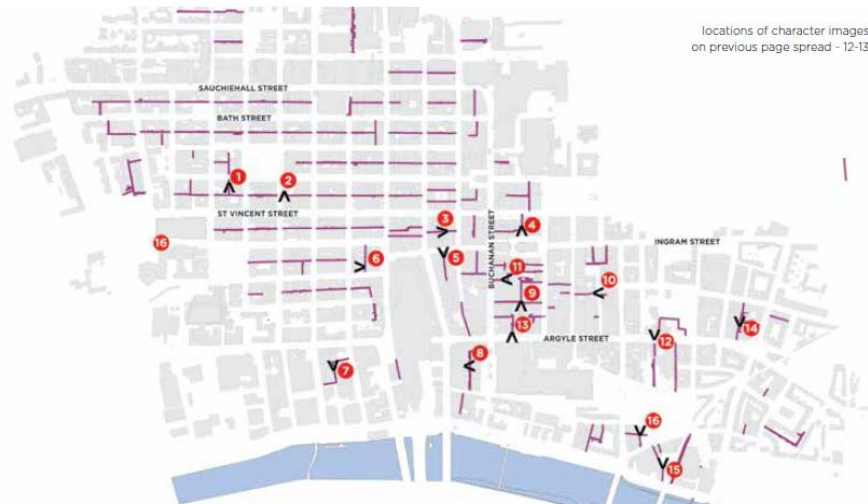 locations of character images
on previous page spread - 12-13
SAUCHIEHALL STREET
BATH STREET
1
2
ST VINCENT STREET
3
4
BUCHANAN STREET
INGRAM STREET
16
6
5
11
10
9
13
14
ARGYLE STREET
12
7
8
16
15